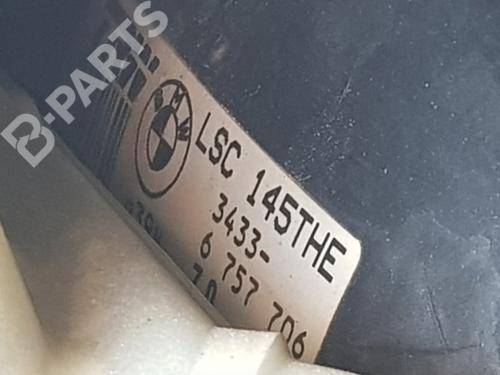 B-PARTS
BMW
LSC 145THE
3433-
6 757 706